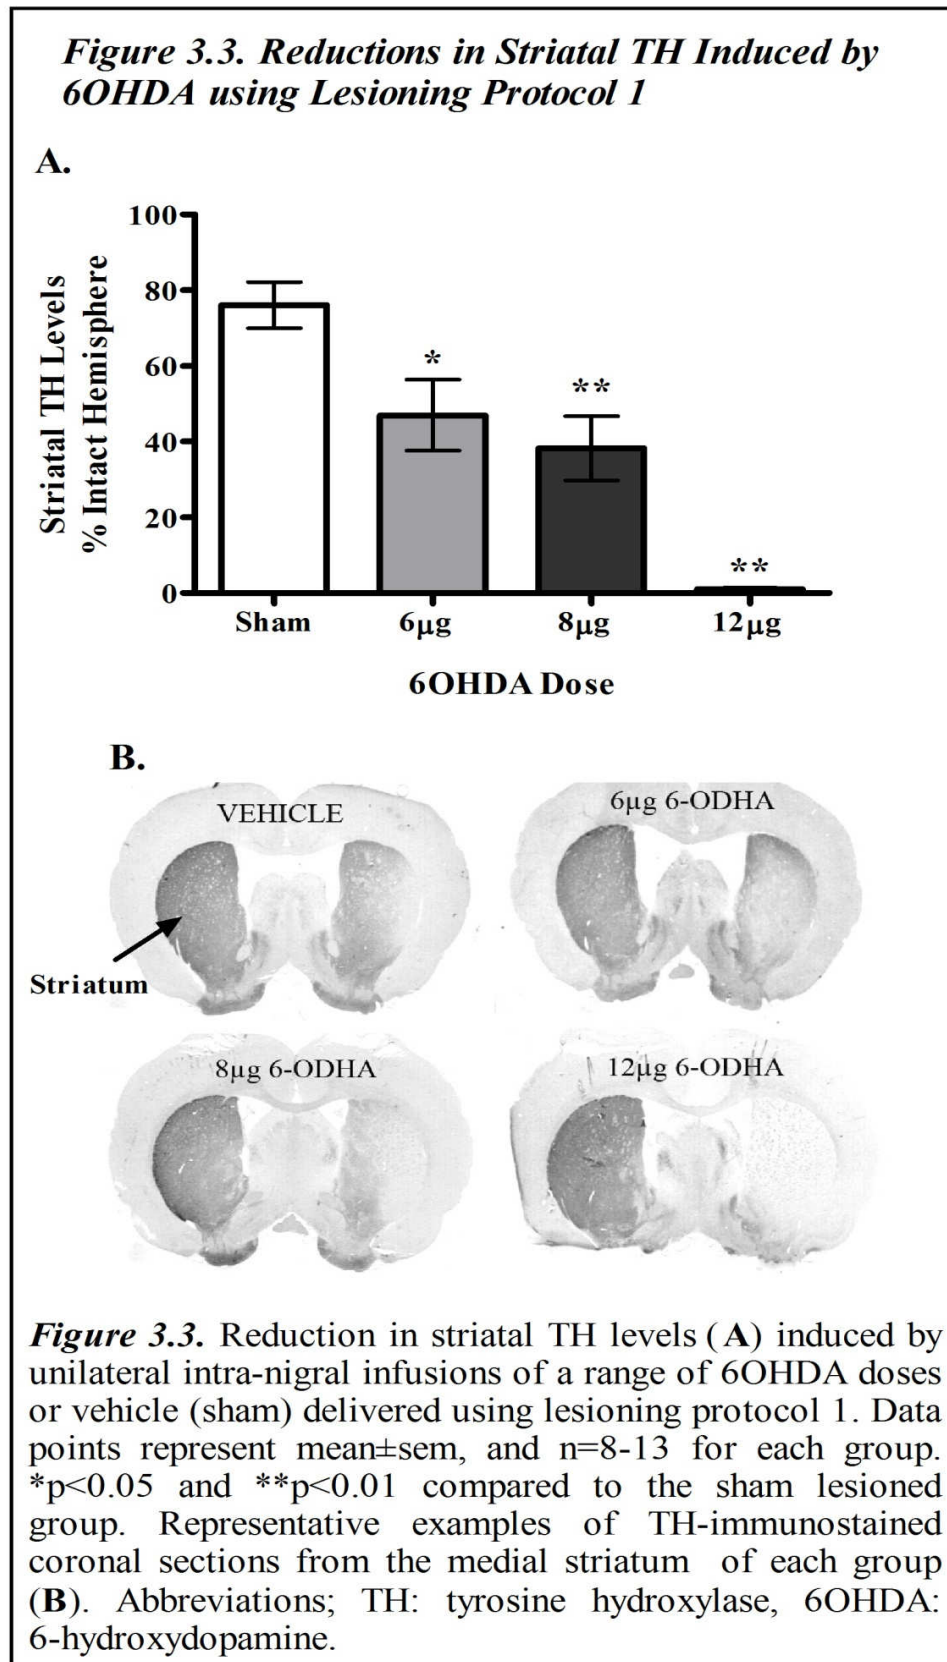 Figure 3.3. Reductions in Striatal TH Induced by
6OHDA using Lesioning Protocol 1
A.
Striatal TH Levels
% Intact Hemisphere
100
80
60
40
20
0
*
**
**
Sham 6µg 8µg 12µg
6OHDA Dose
B.
VEHICLE
6µg 6-ODHA
Striatum
8µg 6-ODHA
12µg 6-ODHA
Figure 3.3. Reduction in striatal TH levels (A) induced by
unilateral intra-nigral infusions of a range of 6OHDA doses
or vehicle (sham) delivered using lesioning protocol 1. Data
points represent mean±sem, and n=8-13 for each group.
*p<0.05 and **p<0.01 compared to the sham lesioned
group. Representative examples of TH-immunostained
coronal sections from the medial striatum of each group
(B). Abbreviations; TH: tyrosine hydroxylase, 6OHDA:
6-hydroxydopamine.